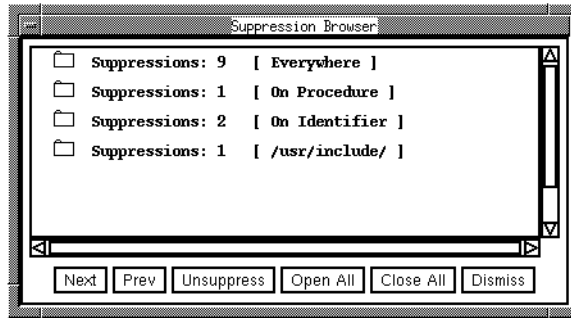 Suppression Browser
Suppressions: 9 [ Everywhere ]
Suppressions: 1 [ On Procedure ]
Suppressions: 2 [ On Identifier ]
Suppressions: 1 [ /usr/include/ ]
Next Prev Unsuppress Open All Close All Dismiss